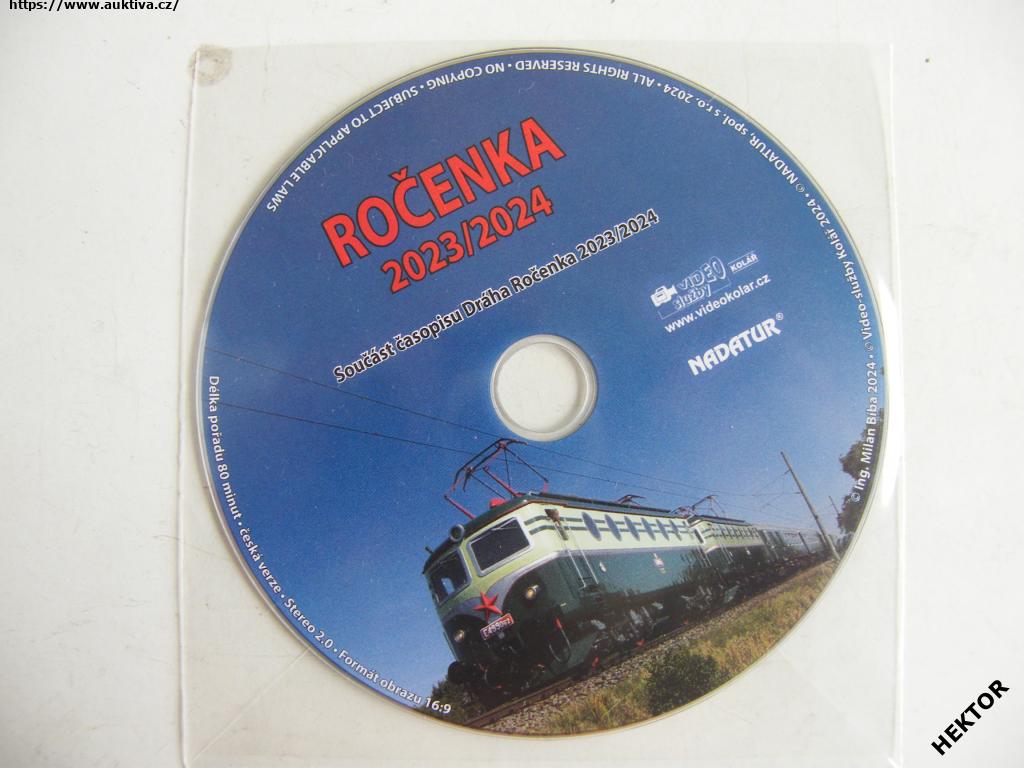 https://www.auktiva.cz/
ROČENKA
2023/2024
Součást časopisu Dráha Ročenka 2023/2024
VIDEO
služby
KOLÁŘ
www.videokolar.cz
NADATUR®
Délka pořadu 80 minut • česká verze • Stereo 2.0 • Formát obrazu 16:9
© Ing. Milan Bíba 2024 • © Video-služby Kolář 2024 • © NADATUR, spol. s r.o. 2024 • ALL RIGHTS RESERVED • NO COPYING • SUBJECT TO APPLICABLE LAWS
HEKTOR